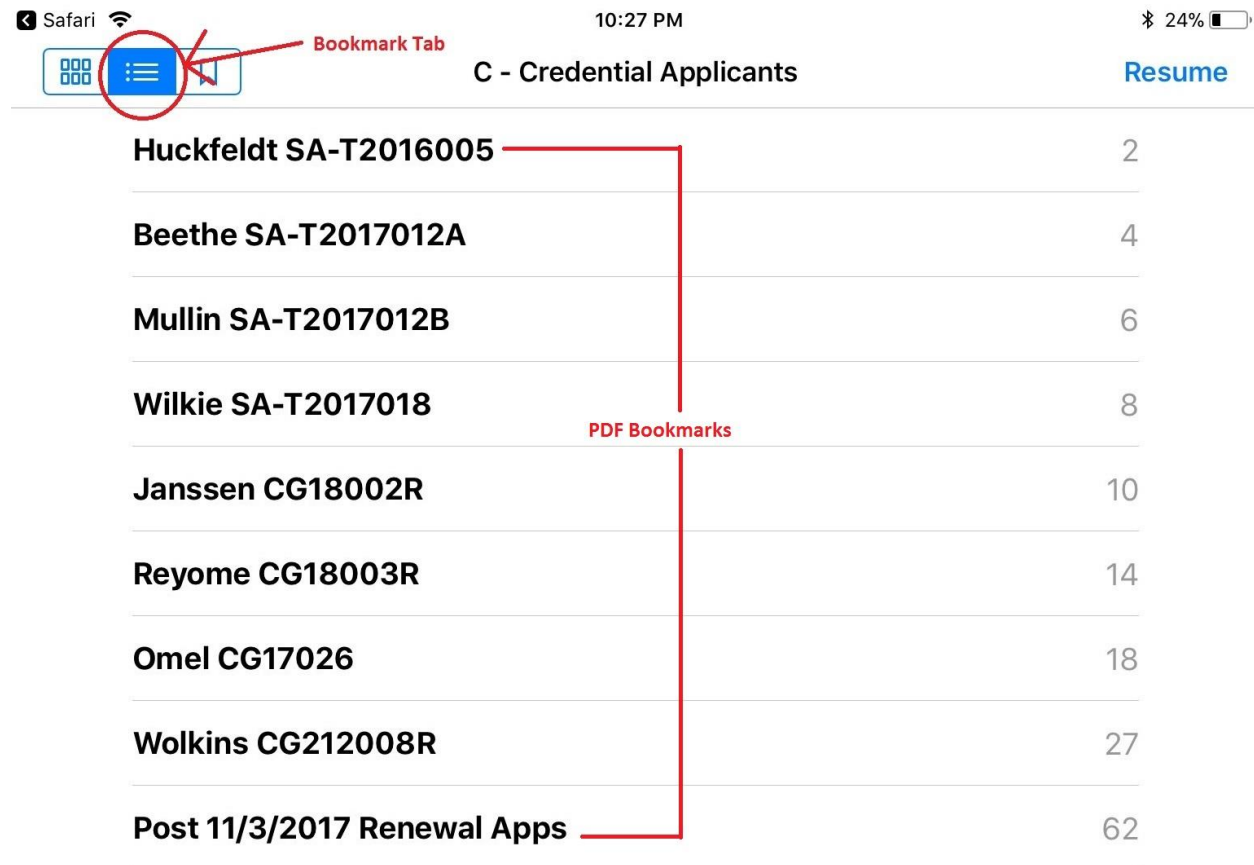 Safari 10:27 PM 24%
Bookmark Tab
C - Credential Applicants Resume
Huckfeldt SA-T2016005 2
Beethe SA-T2017012A 4
Mullin SA-T2017012B 6
Wilkie SA-T2017018 8
PDF Bookmarks
Janssen CG18002R 10
Reyome CG18003R 14
Omel CG17026 18
Wolkins CG212008R 27
Post 11/3/2017 Renewal Apps 62